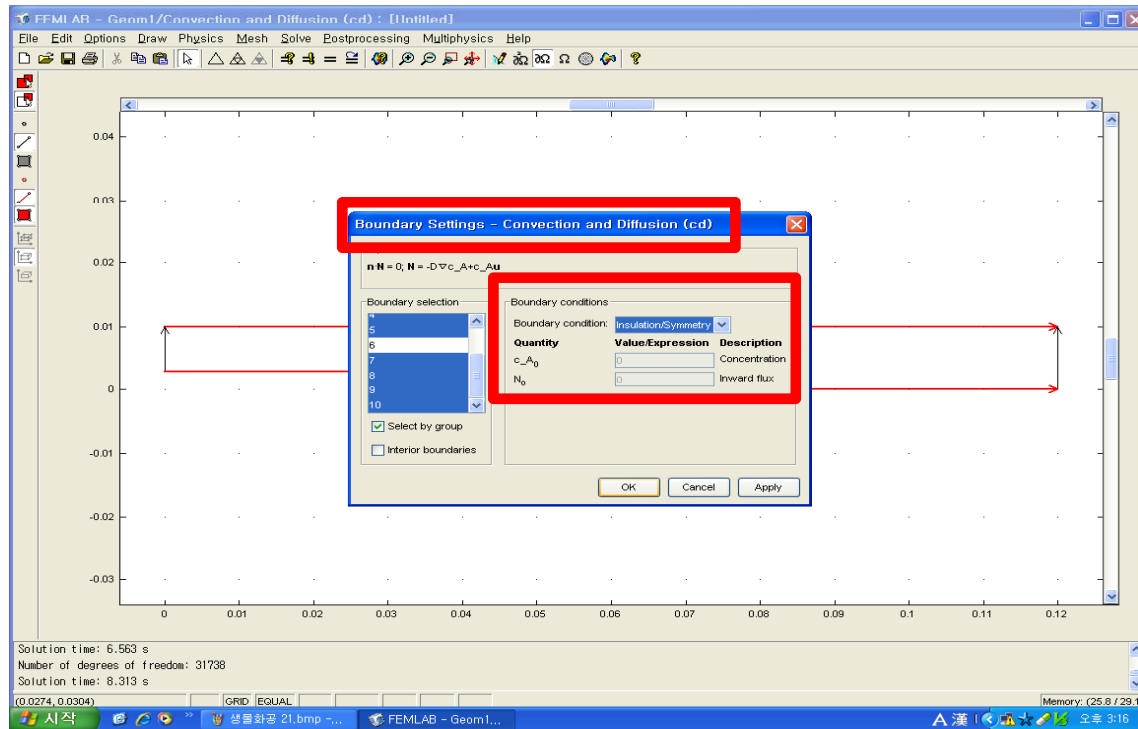 FEMLAB - Geom1/Convection and Diffusion (cd) : [Untitled]
File Edit Options Draw Physics Mesh Solve Postprocessing Multiphysics Help
0.04
0.03
0.02
0.01
0
-0.01
-0.02
-0.03
0 0.01 0.02 0.03 0.04 0.05 0.06 0.07 0.08 0.09 0.1 0.11 0.12
Boundary Settings - Convection and Diffusion (cd)
n·N = 0; N = -D∇c_A+c_Au
Boundary selection
4
5
6
7
8
9
10
Select by group
Interior boundaries
Boundary conditions
Boundary condition: Insulation/Symmetry
Quantity Value/Expression Description
c_A₀ 0 Concentration
N₀ 0 Inward flux
OK Cancel Apply
Solution time: 6.563 s
Number of degrees of freedom: 31738
Solution time: 8.313 s
(0.0274, 0.0304) GRID EQUAL Memory: (25.8 / 29.1
시작 생물화공 21.bmp -... FEMLAB - Geom1... A 漢 오후 3:16